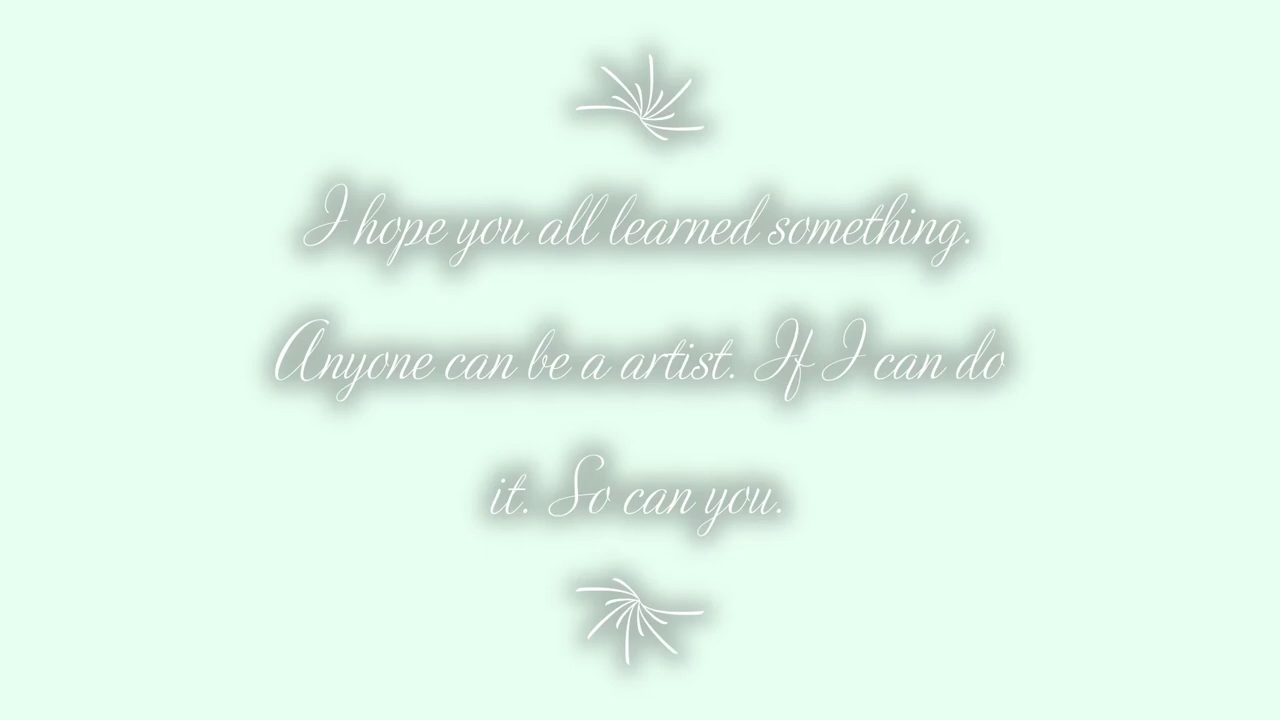 I hope you all learned something.
Anyone can be a artist. If I can do
it. So can you.